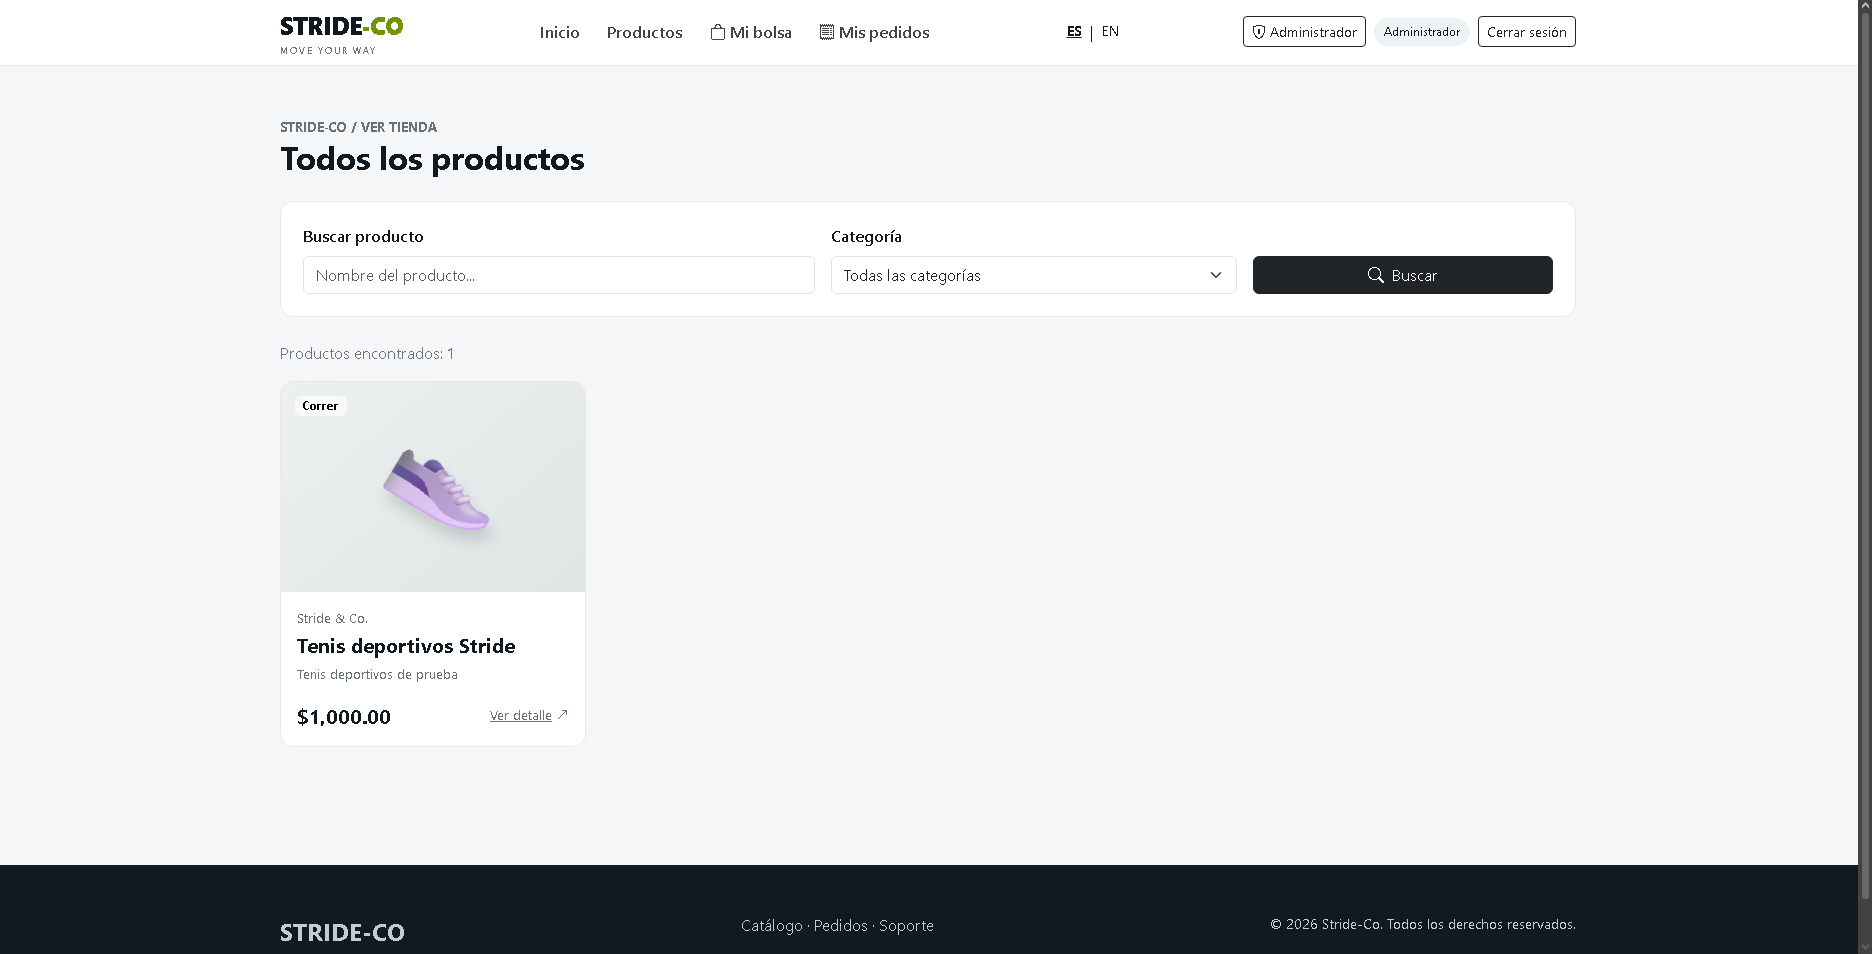 STRIDE-CO
MOVE YOUR WAY
Inicio
Productos
Mi bolsa
Mis pedidos
ES | EN
Administrador
Administrador
Cerrar sesión
STRIDE-CO / VER TIENDA
Todos los productos
Buscar producto
Nombre del producto...
Categoría
Todas las categorías
Buscar
Productos encontrados: 1
Correr
Stride & Co.
Tenis deportivos Stride
Tenis deportivos de prueba
$1,000.00
Ver detalle ↗
STRIDE-CO
Catálogo · Pedidos · Soporte
© 2026 Stride-Co. Todos los derechos reservados.